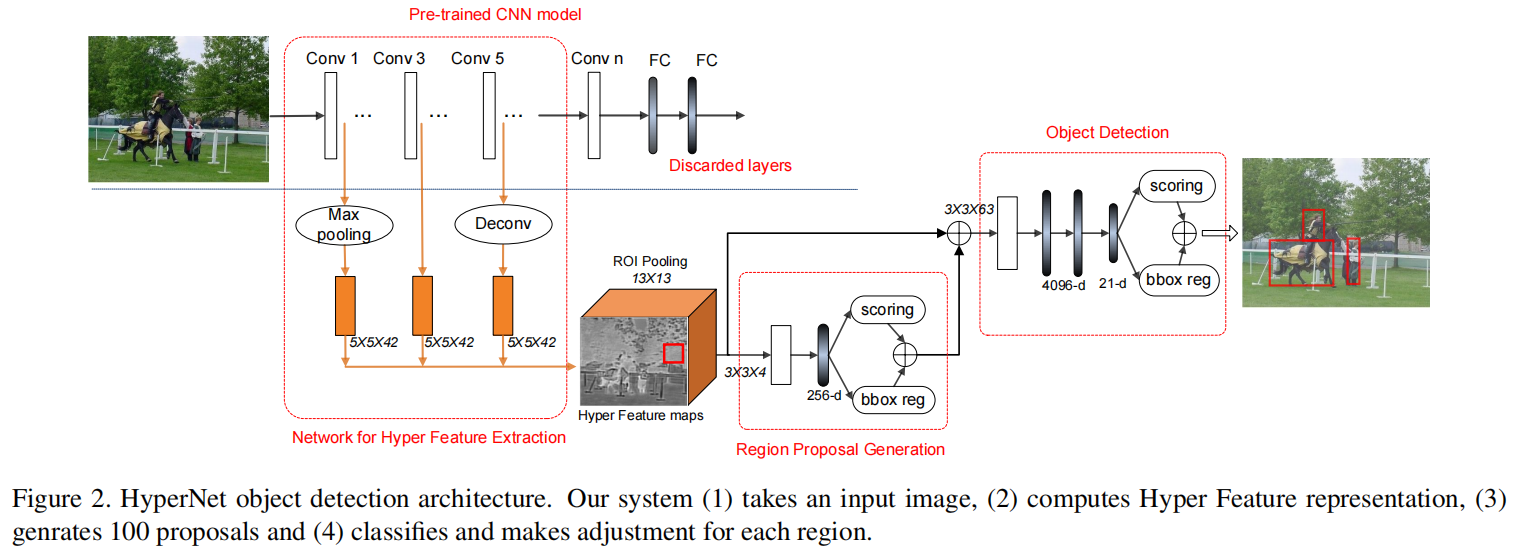 Pre-trained CNN model
Conv 1
Conv 3
Conv 5
Conv n
FC
FC
...
...
...
Discarded layers
Max
pooling
Deconv
5X5X42
5X5X42
5X5X42
Network for Hyper Feature Extraction
ROI Pooling
13X13
Hyper Feature maps
3X3X4
256-d
scoring
bbox reg
Region Proposal Generation
Object Detection
3X3X63
4096-d
21-d
scoring
bbox reg
Figure 2. HyperNet object detection architecture. Our system (1) takes an input image, (2) computes Hyper Feature representation, (3)
genrates 100 proposals and (4) classifies and makes adjustment for each region.